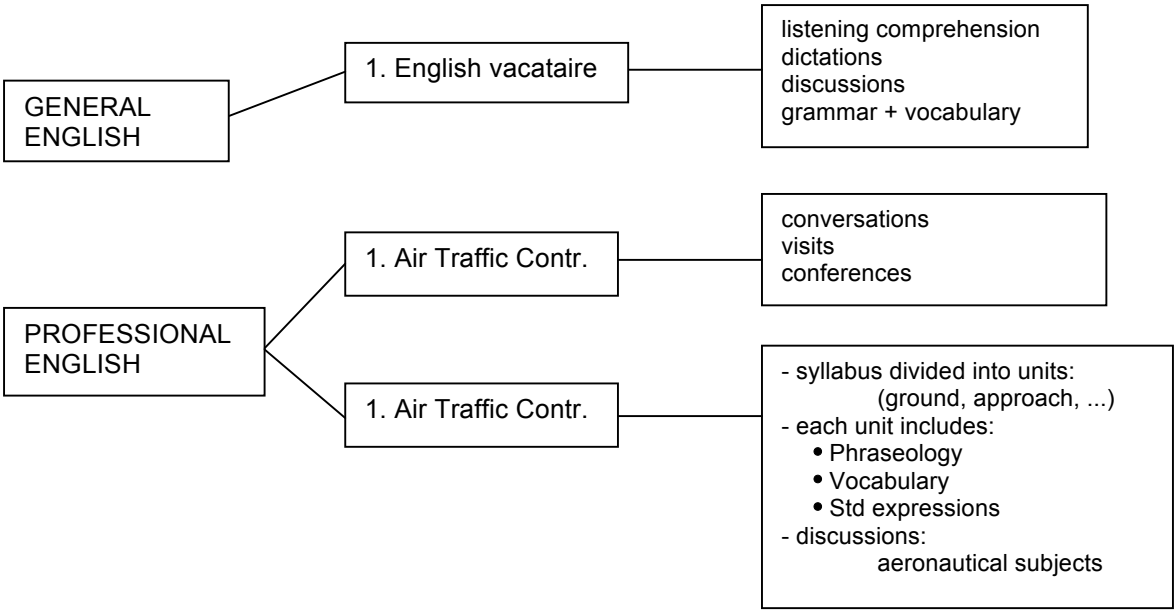 GENERAL
ENGLISH
1. English vacataire
listening comprehension
dictations
discussions
grammar + vocabulary
PROFESSIONAL
ENGLISH
1. Air Traffic Contr.
conversations
visits
conferences
1. Air Traffic Contr.
- syllabus divided into units:
(ground, approach, ...)
- each unit includes:
• Phraseology
• Vocabulary
• Std expressions
- discussions:
aeronautical subjects